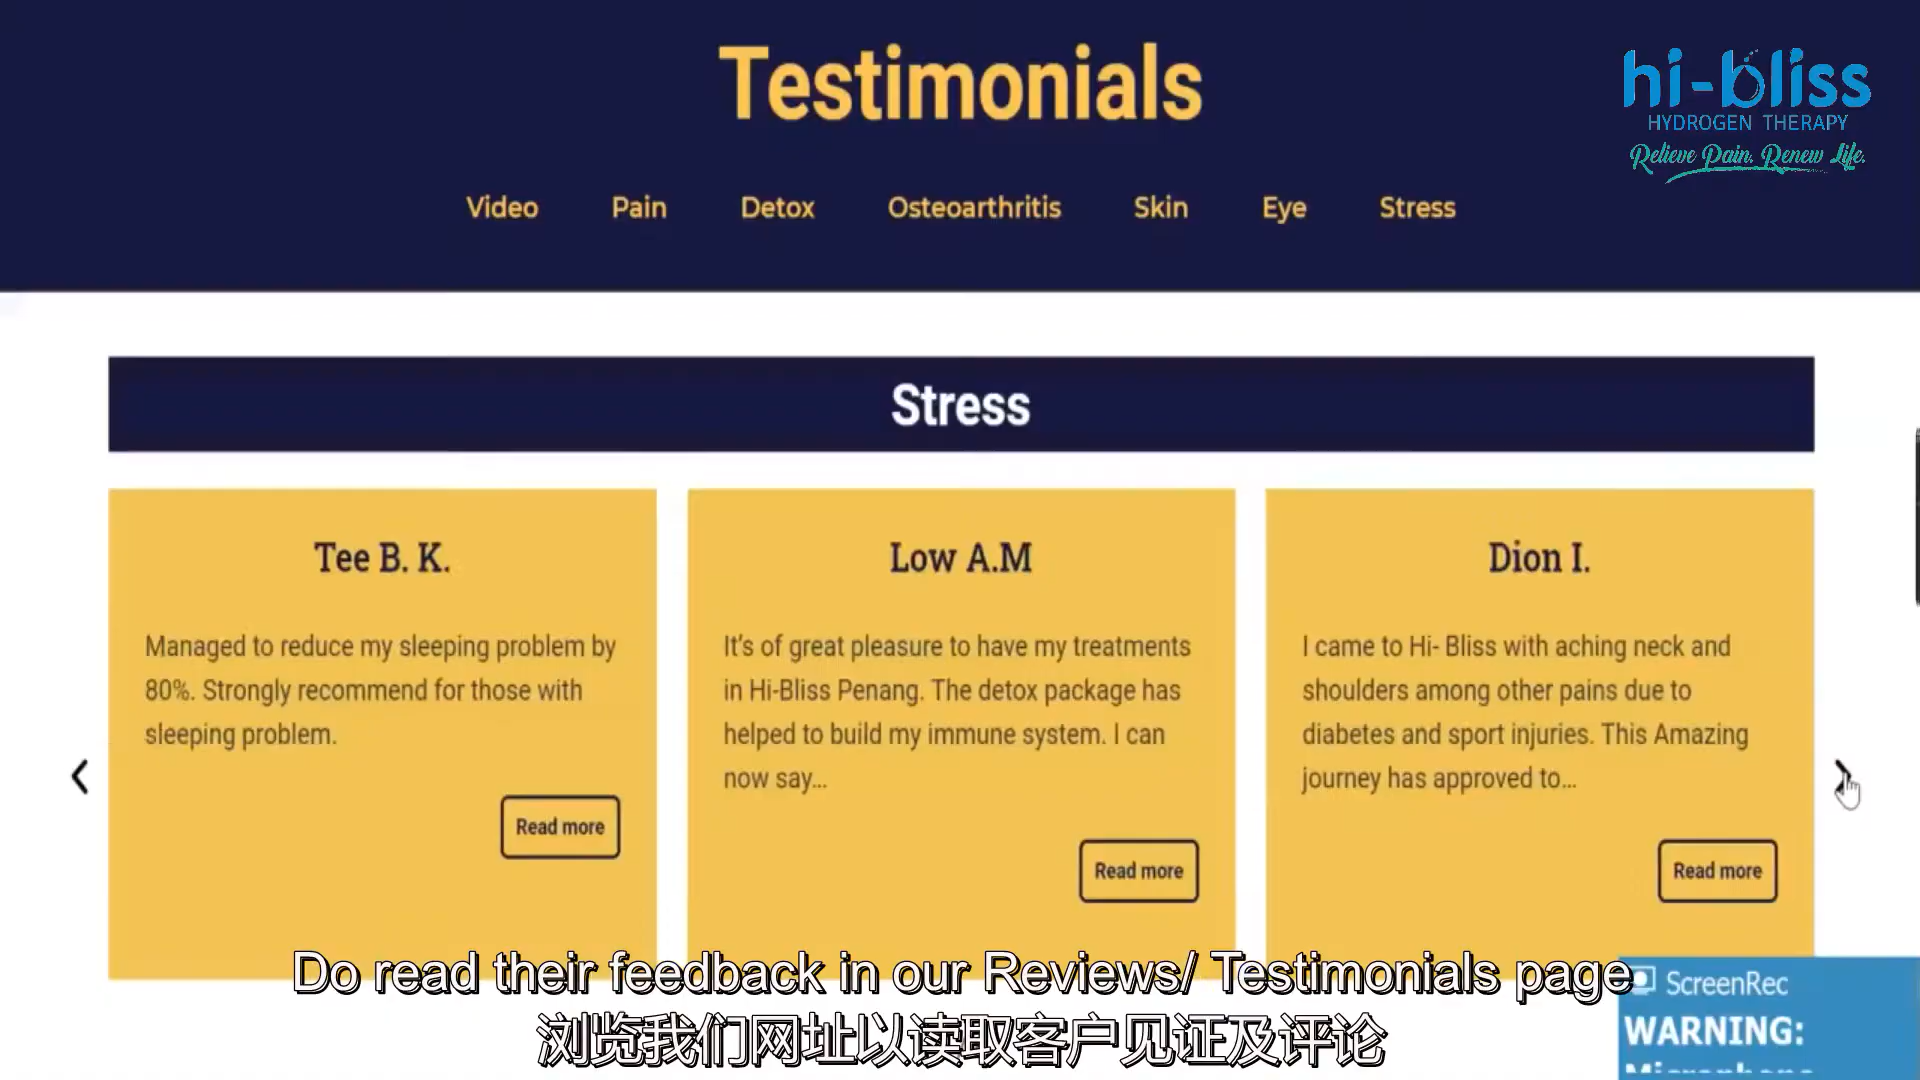 Testimonials
hi-bliss
HYDROGEN THERAPY
Relieve Pain. Renew Life.
Video Pain Detox Osteoarthritis Skin Eye Stress
Stress
Tee B. K.
Managed to reduce my sleeping problem by
80%. Strongly recommend for those with
sleeping problem.
Read more
Low A.M
It's of great pleasure to have my treatments
in Hi-Bliss Penang. The detox package has
helped to build my immune system. I can
now say...
Read more
Dion I.
I came to Hi- Bliss with aching neck and
shoulders among other pains due to
diabetes and sport injuries. This Amazing
journey has approved to...
Read more
Do read their feedback in our Reviews/ Testimonials page
浏览我们网址以读取客户见证及评论
ScreenRec
WARNING: